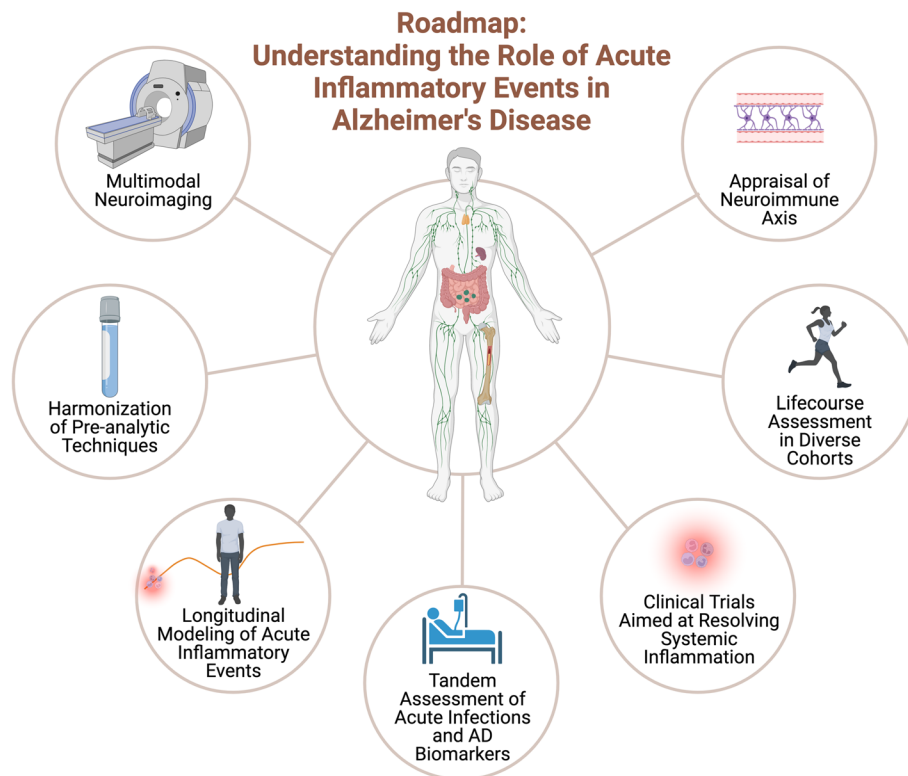 Roadmap:
Understanding the Role of Acute
Inflammatory Events in
Alzheimer's Disease
Multimodal
Neuroimaging
Appraisal of
Neuroimmune
Axis
Harmonization
of Pre-analytic
Techniques
Lifecourse
Assessment
in Diverse
Cohorts
Longitudinal
Modeling of Acute
Inflammatory
Events
Tandem
Assessment of
Acute Infections
and AD
Biomarkers
Clinical Trials
Aimed at Resolving
Systemic
Inflammation